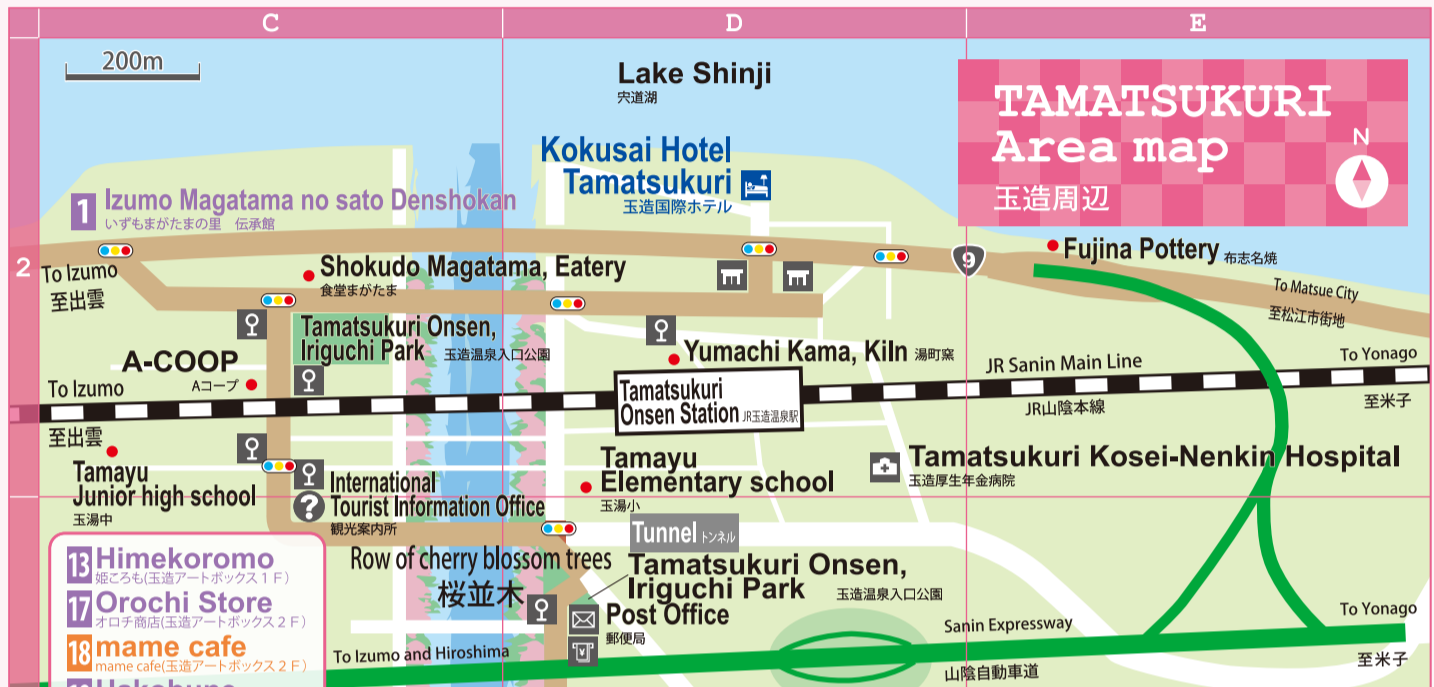 C
D
E
200m
Lake Shinji
宍道湖
TAMATSUKURI
Area map
玉造周辺
N
Kokusai Hotel
Tamatsukuri
玉造国際ホテル
1 Izumo Magatama no sato Denshokan
いずもまがたまの里 伝承館
2
To Izumo
至出雲
Shokudo Magatama, Eatery
食堂まがたま
9
Fujina Pottery 布志名焼
To Matsue City
至松江市街地
Tamatsukuri Onsen,
Iriguchi Park 玉造温泉入口公園
Yumachi Kama, Kiln 湯町窯
A-COOP
Aコープ
To Izumo
至出雲
Tamatsukuri
Onsen Station JR玉造温泉駅
JR Sanin Main Line
JR山陰本線
To Yonago
至米子
Tamayu
Junior high school
玉湯中
International
Tourist Information Office
観光案内所
?
Tamayu
Elementary school
玉湯小
Tamatsukuri Kosei-Nenkin Hospital
玉造厚生年金病院
Tunnel トンネル
Row of cherry blossom trees
桜並木
Tamatsukuri Onsen,
Iriguchi Park 玉造温泉入口公園
Post Office
郵便局
13 Himekoromo
姫ころも(玉造アートボックス１F)
17 Orochi Store
オロチ商店(玉造アートボックス２F)
18 mame cafe
mame cafe(玉造アートボックス２F)
To Izumo and Hiroshima
Sanin Expressway
山陰自動車道
To Yonago
至米子